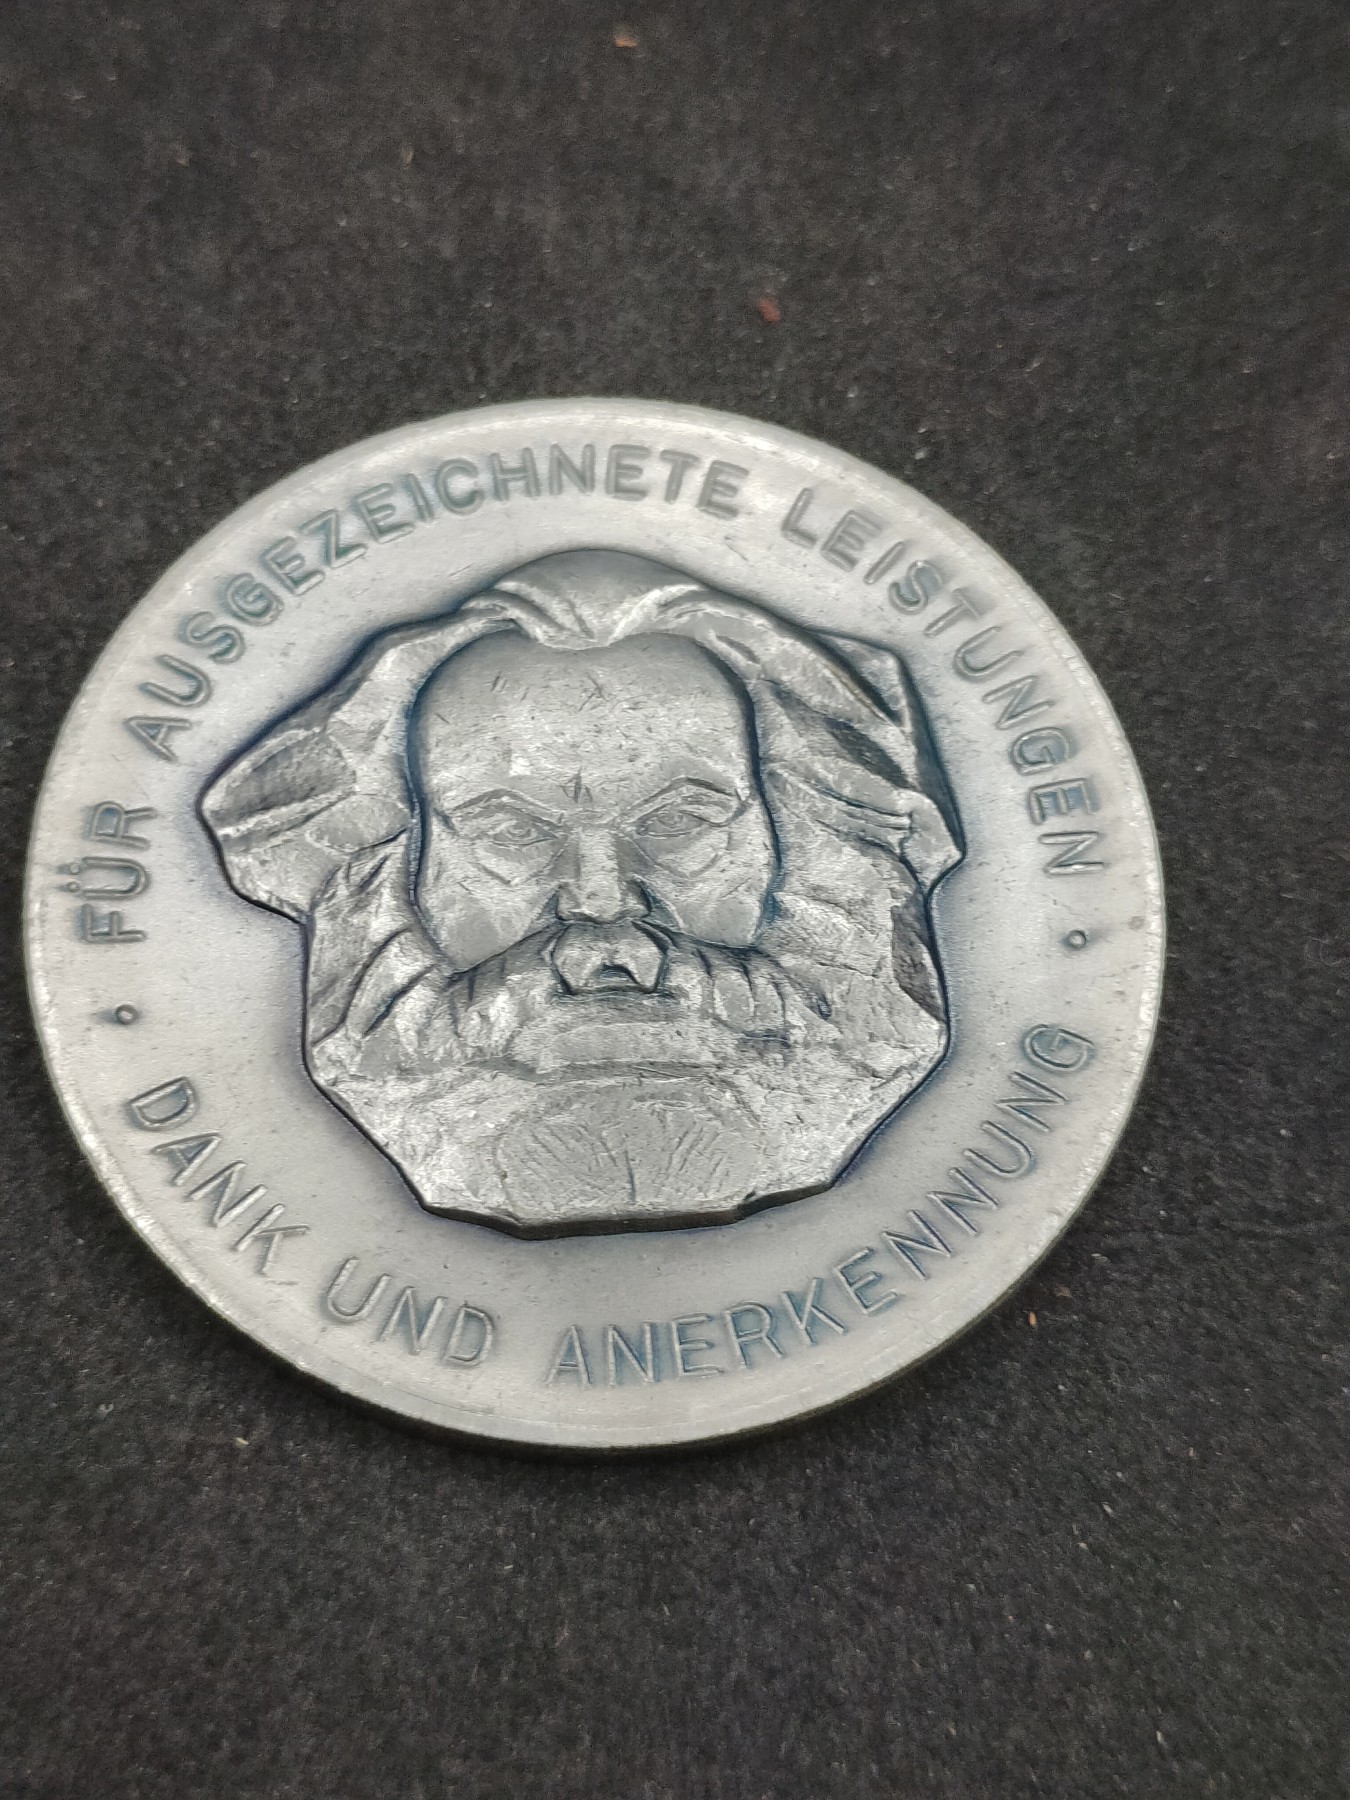 • FÜR AUSGEZEICHNETE LEISTUNGEN •
DANK UND ANERKENNUNG